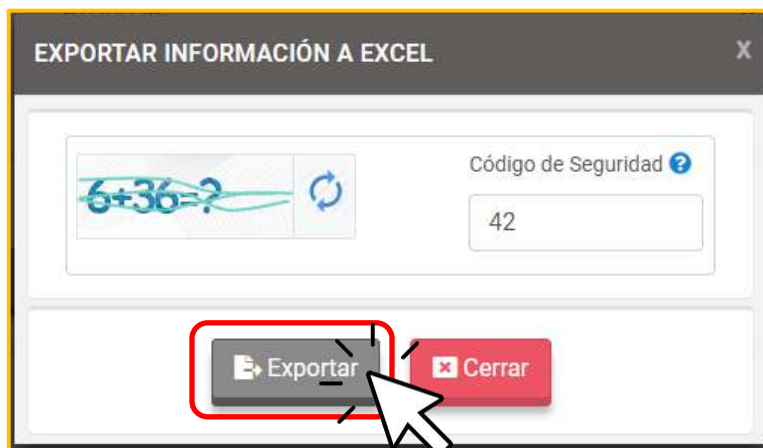 EXPORTAR INFORMACIÓN A EXCEL X
6+36=?
Código de Seguridad ?
42
Exportar
Cerrar